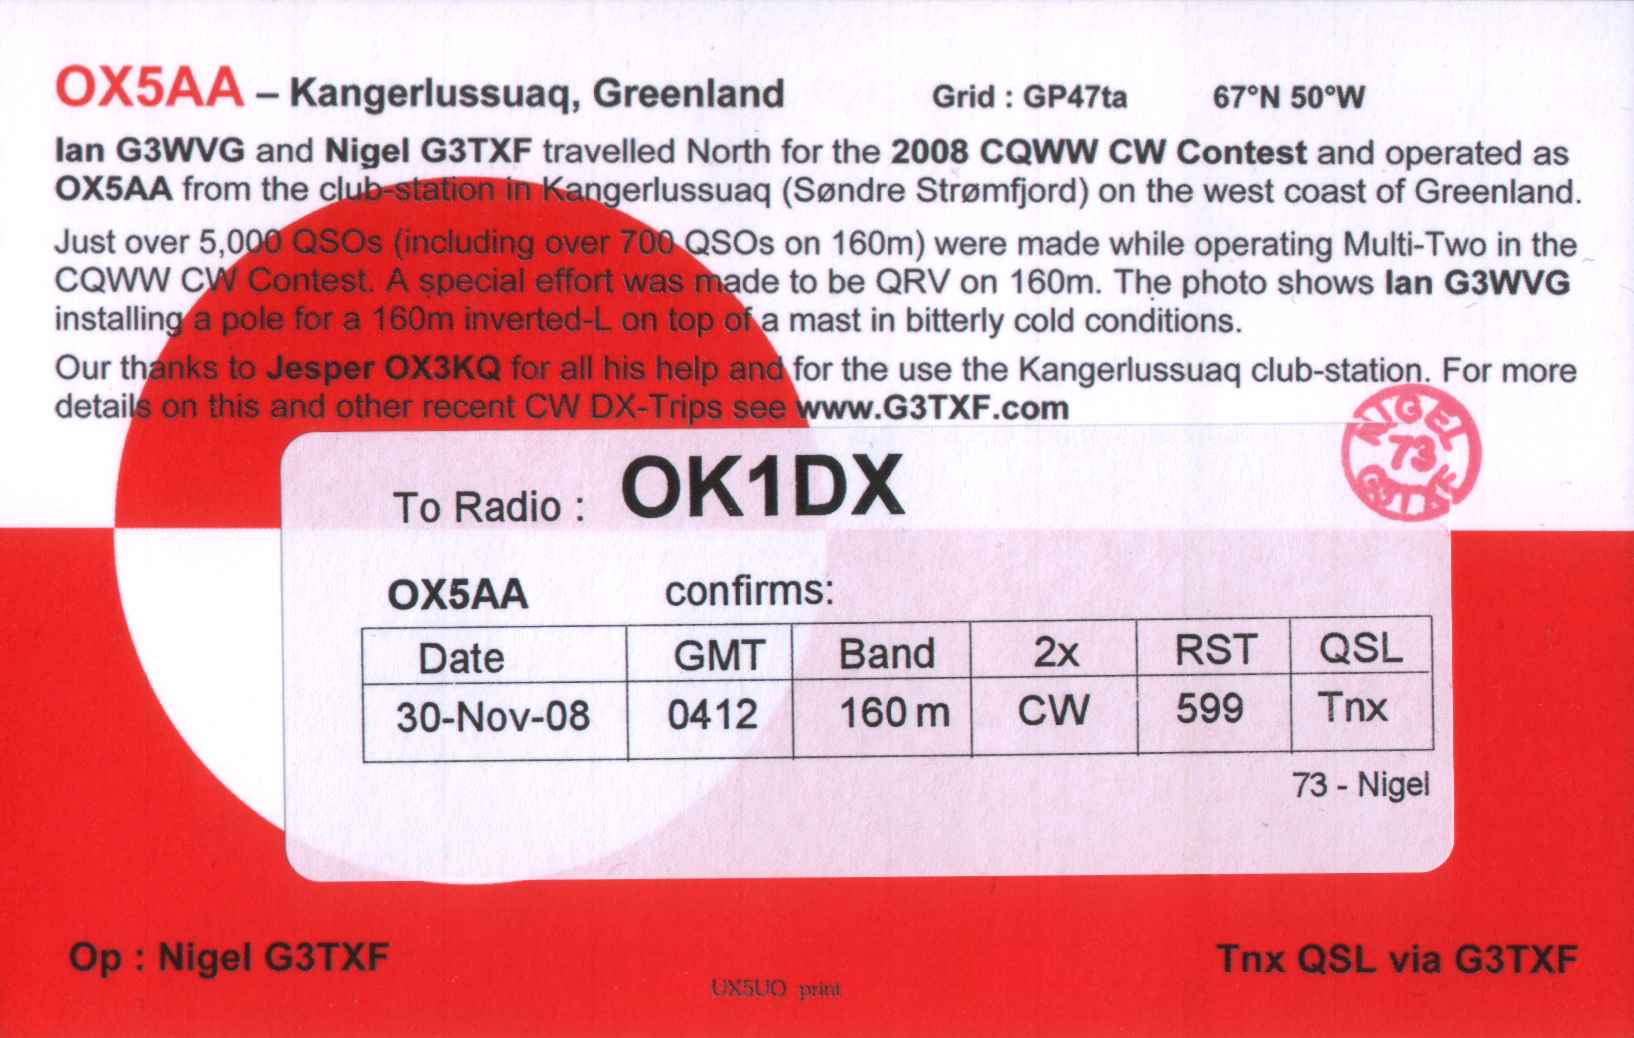 OX5AA – Kangerlussuaq, Greenland Grid : GP47ta 67°N 50°W
Ian G3WVG and Nigel G3TXF travelled North for the 2008 CQWW CW Contest and operated as
OX5AA from the club-station in Kangerlussuaq (Søndre Strømfjord) on the west coast of Greenland.
Just over 5,000 QSOs (including over 700 QSOs on 160m) were made while operating Multi-Two in the
CQWW CW Contest. A special effort was made to be QRV on 160m. The photo shows Ian G3WVG
installing a pole for a 160m inverted-L on top of a mast in bitterly cold conditions.
Our thanks to Jesper OX3KQ for all his help and for the use the Kangerlussuaq club-station. For more
details on this and other recent CW DX-Trips see www.G3TXF.com
NIGEL
73
G3TXF
To Radio : OK1DX
OX5AA confirms:
Date GMT Band 2x RST QSL
30-Nov-08 0412 160 m CW 599 Tnx
73 - Nigel
Op : Nigel G3TXF Tnx QSL via G3TXF
UX5UO print